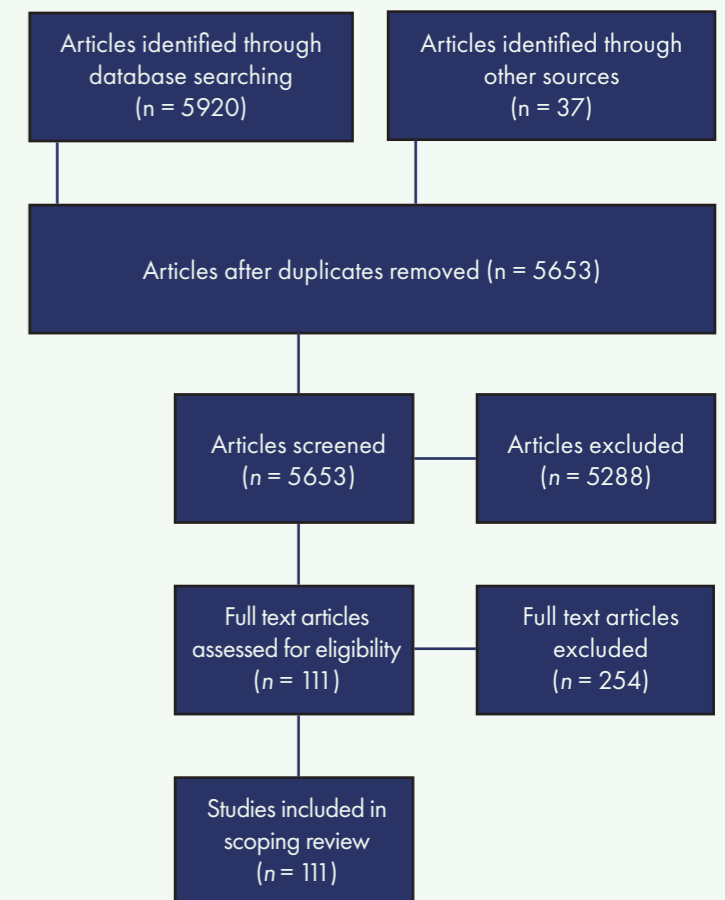 Articles identified through
database searching
(n = 5920)
Articles identified through
other sources
(n = 37)
Articles after duplicates removed (n = 5653)
Articles screened
(n = 5653)
Articles excluded
(n = 5288)
Full text articles
assessed for eligibility
(n = 111)
Full text articles
excluded
(n = 254)
Studies included in
scoping review
(n = 111)